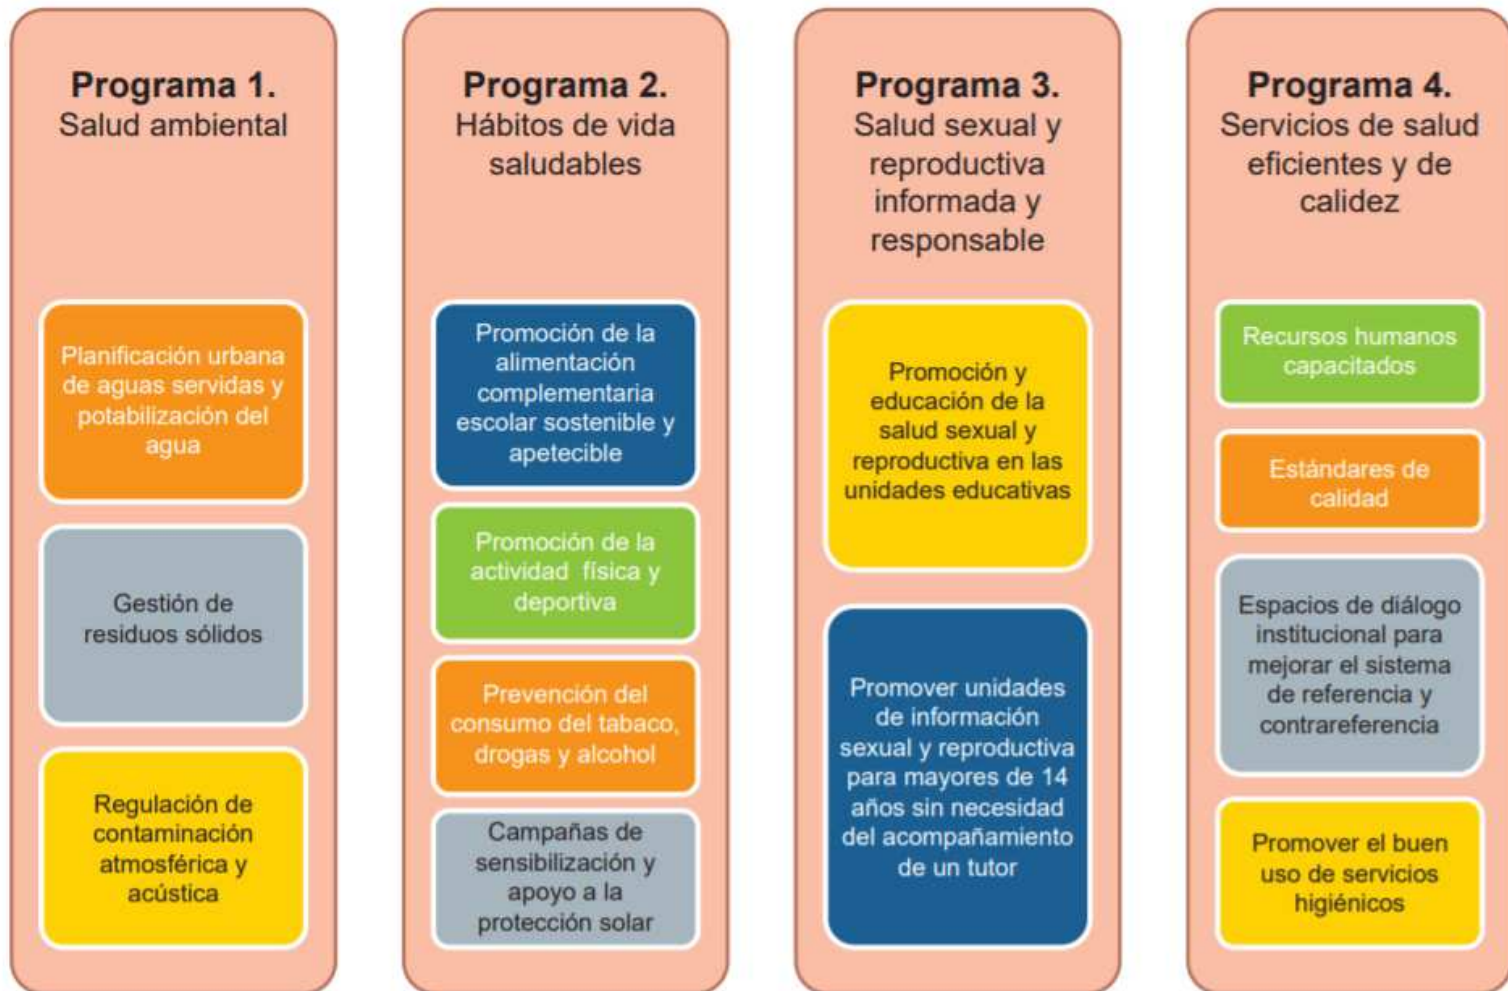 Programa 1.
Salud ambiental
Planificación urbana
de aguas servidas y
potabilización del
agua
Gestión de
residuos sólidos
Regulación de
contaminación
atmosférica y
acústica
Programa 2.
Hábitos de vida
saludables
Promoción de la
alimentación
complementaria
escolar sostenible y
apetecible
Promoción de la
actividad física y
deportiva
Prevención del
consumo del tabaco,
drogas y alcohol
Campañas de
sensibilización y
apoyo a la
protección solar
Programa 3.
Salud sexual y
reproductiva
informada y
responsable
Promoción y
educación de la
salud sexual y
reproductiva en las
unidades educativas
Promover unidades
de información
sexual y reproductiva
para mayores de 14
años sin necesidad
del acompañamiento
de un tutor
Programa 4.
Servicios de salud
eficientes y de
calidez
Recursos humanos
capacitados
Estándares de
calidad
Espacios de diálogo
institucional para
mejorar el sistema
de referencia y
contrareferencia
Promover el buen
uso de servicios
higiénicos